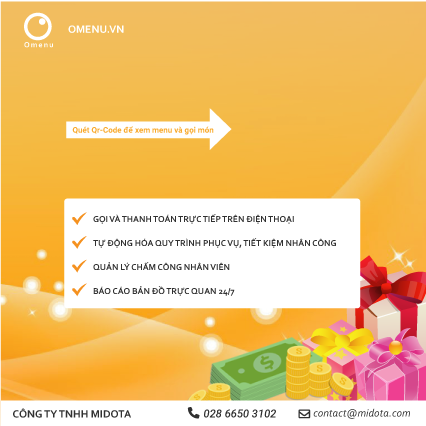 OMENU.VN
Omenu
Quét Qr-Code để xem menu và gọi món
GỌI VÀ THANH TOÁN TRỰC TIẾP TRÊN ĐIỆN THOẠI
TỰ ĐỘNG HÓA QUY TRÌNH PHỤC VỤ, TIẾT KIỆM NHÂN CÔNG
QUẢN LÝ CHẤM CÔNG NHÂN VIÊN
BÁO CÁO BẢN ĐỒ TRỰC QUAN 24/7
CÔNG TY TNHH MIDOTA 028 6650 3102 contact@midota.com